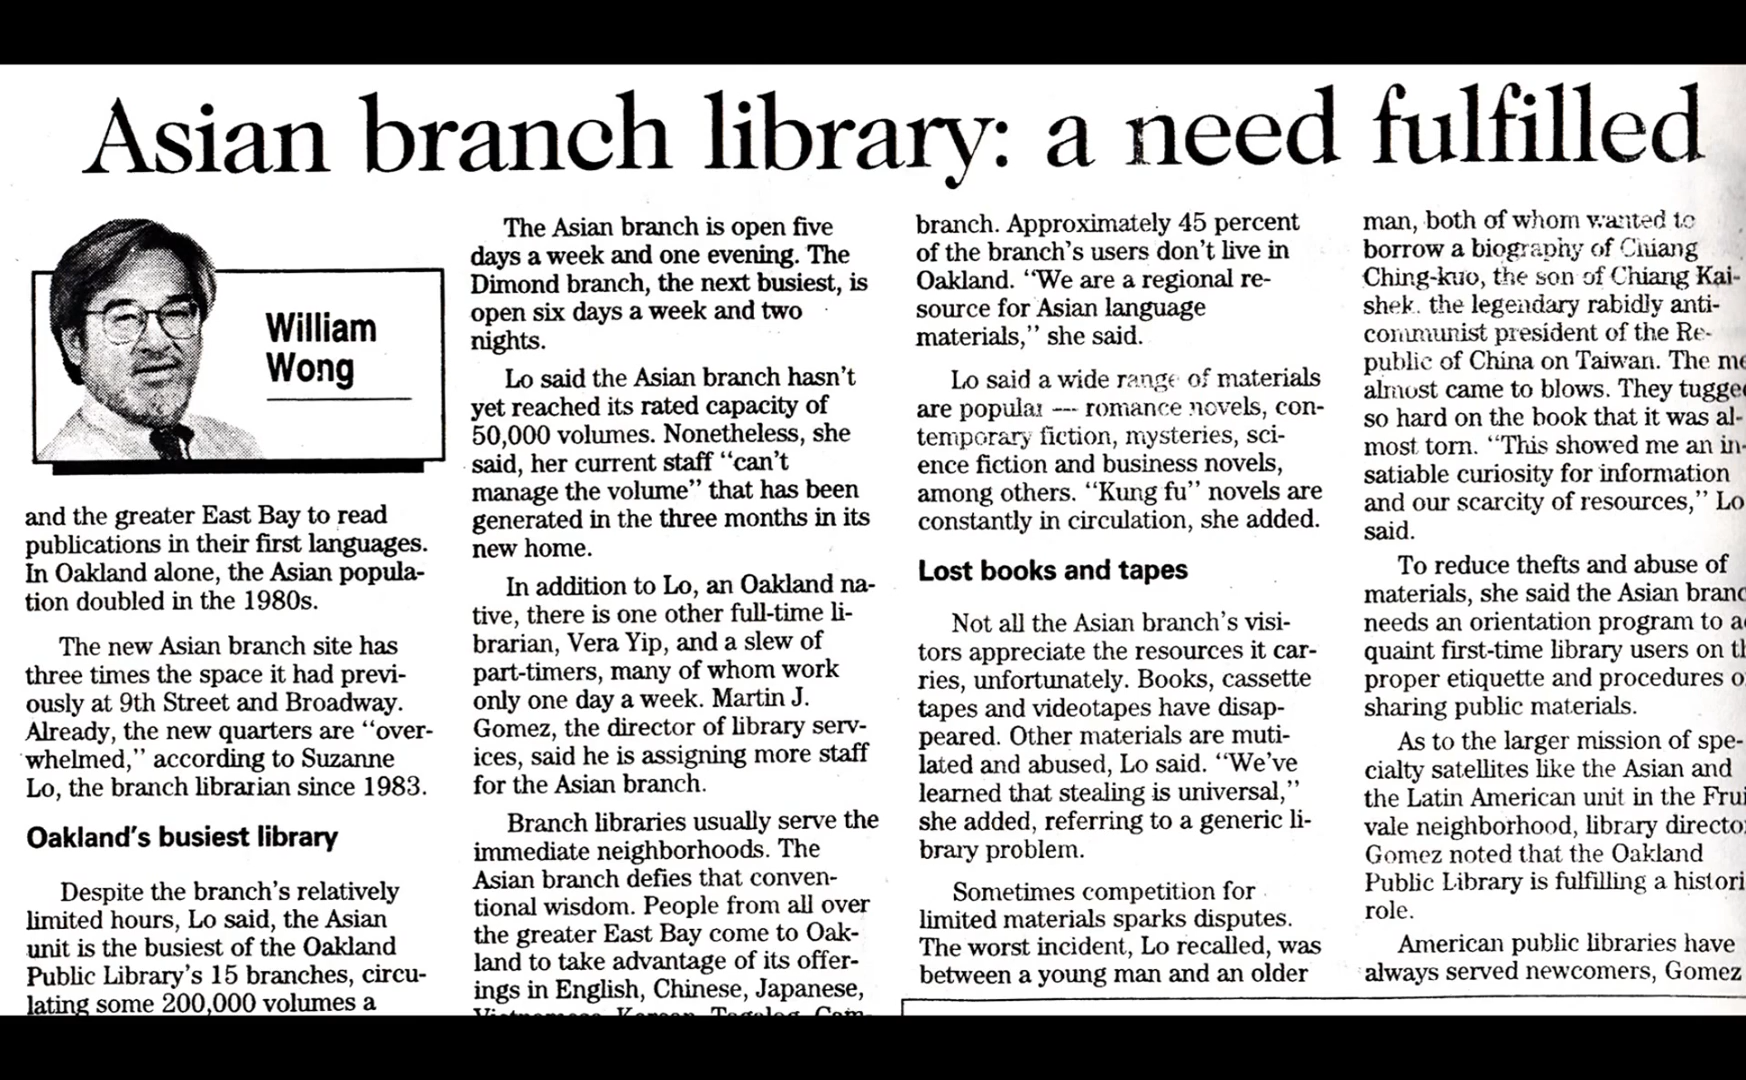 Asian branch library: a need fulfilled
William
Wong
and the greater East Bay to read
publications in their first languages.
In Oakland alone, the Asian popula-
tion doubled in the 1980s.
The new Asian branch site has
three times the space it had previ-
ously at 9th Street and Broadway.
Already, the new quarters are “over-
whelmed,” according to Suzanne
Lo, the branch librarian since 1983.
Oakland’s busiest library
Despite the branch’s relatively
limited hours, Lo said, the Asian
unit is the busiest of the Oakland
Public Library’s 15 branches, circu-
lating some 200,000 volumes a
The Asian branch is open five
days a week and one evening. The
Dimond branch, the next busiest, is
open six days a week and two
nights.
Lo said the Asian branch hasn’t
yet reached its rated capacity of
50,000 volumes. Nonetheless, she
said, her current staff “can’t
manage the volume” that has been
generated in the three months in its
new home.
In addition to Lo, an Oakland na-
tive, there is one other full-time li-
brarian, Vera Yip, and a slew of
part-timers, many of whom work
only one day a week. Martin J.
Gomez, the director of library serv-
ices, said he is assigning more staff
for the Asian branch.
Branch libraries usually serve the
immediate neighborhoods. The
Asian branch defies that conven-
tional wisdom. People from all over
the greater East Bay come to Oak-
land to take advantage of its offer-
ings in English, Chinese, Japanese,
Vietnamese, Korean, Tagalog, Cam-
branch. Approximately 45 percent
of the branch’s users don’t live in
Oakland. “We are a regional re-
source for Asian language
materials,” she said.
Lo said a wide range of materials
are popular — romance novels, con-
temporary fiction, mysteries, sci-
ence fiction and business novels,
among others. “Kung fu” novels are
constantly in circulation, she added.
Lost books and tapes
Not all the Asian branch’s visi-
tors appreciate the resources it car-
ries, unfortunately. Books, cassette
tapes and videotapes have disap-
peared. Other materials are muti-
lated and abused, Lo said. “We’ve
learned that stealing is universal,”
she added, referring to a generic li-
brary problem.
Sometimes competition for
limited materials sparks disputes.
The worst incident, Lo recalled, was
between a young man and an older
man, both of whom wanted to
borrow a biography of Chiang
Ching-kuo, the son of Chiang Kai-
shek, the legendary rabidly anti-
communist president of the Re-
public of China on Taiwan. The me
almost came to blows. They tugge
so hard on the book that it was al-
most torn. “This showed me an in-
satiable curiosity for information
and our scarcity of resources,” Lo
said.
To reduce thefts and abuse of
materials, she said the Asian branc
needs an orientation program to a
quaint first-time library users on th
proper etiquette and procedures o
sharing public materials.
As to the larger mission of spe-
cialty satellites like the Asian and
the Latin American unit in the Frui
vale neighborhood, library directo
Gomez noted that the Oakland
Public Library is fulfilling a histori
role.
American public libraries have
always served newcomers, Gomez